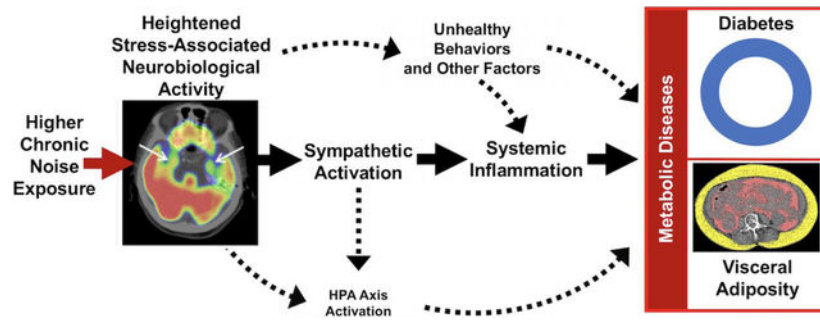 Heightened
Stress-Associated
Neurobiological
Activity
Unhealthy
Behaviors
and Other Factors
Higher
Chronic
Noise
Exposure
Sympathetic
Activation
Systemic
Inflammation
HPA Axis
Activation
Metabolic Diseases
Diabetes
Visceral
Adiposity